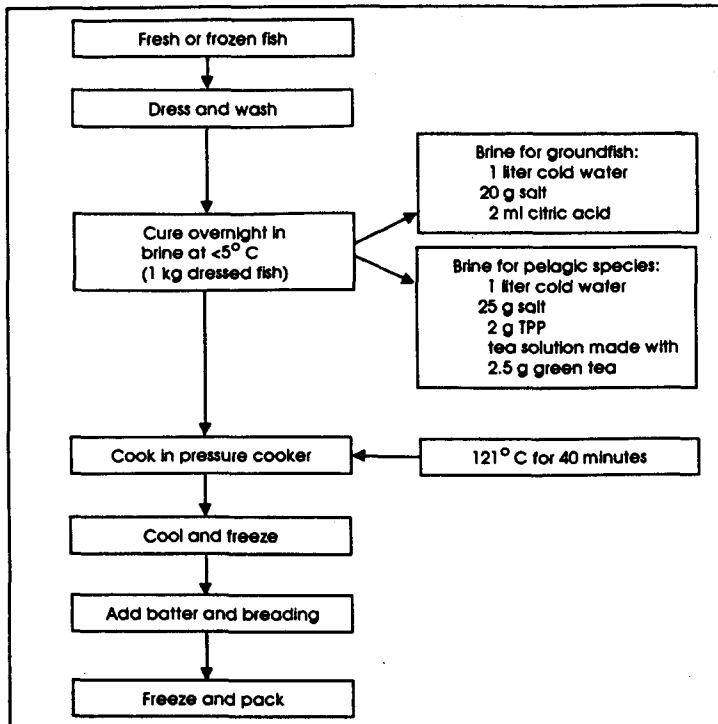 Fresh or frozen fish
Dress and wash
Cure overnight in
brine at <5° C
(1 kg dressed fish)
Brine for groundfish:
1 liter cold water
20 g salt
2 ml citric acid
Brine for pelagic species:
1 liter cold water
25 g salt
2 g TPP
tea solution made with
2.5 g green tea
Cook in pressure cooker
121° C for 40 minutes
Cool and freeze
Add batter and breading
Freeze and pack